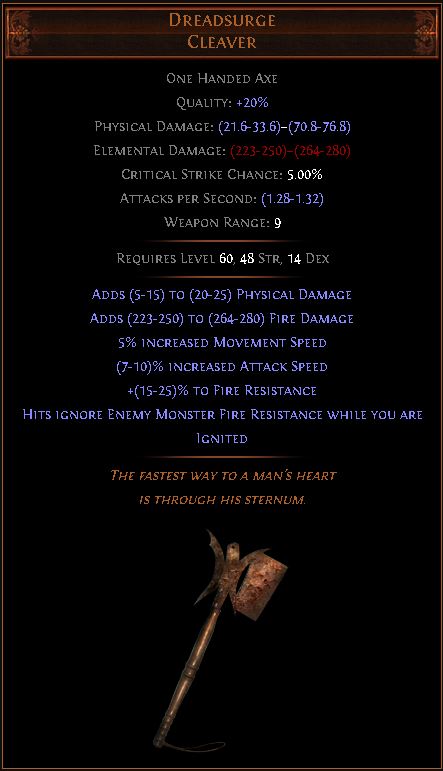 Dreadsurge
Cleaver
One Handed Axe
Quality: +20%
Physical Damage: (21.6-33.6)–(70.8-76.8)
Elemental Damage: (223-250)–(264-280)
Critical Strike Chance: 5.00%
Attacks per Second: (1.28-1.32)
Weapon Range: 9
Requires Level 60, 48 Str, 14 Dex
Adds (5-15) to (20-25) Physical Damage
Adds (223-250) to (264-280) Fire Damage
5% increased Movement Speed
(7-10)% increased Attack Speed
+(15-25)% to Fire Resistance
Hits ignore Enemy Monster Fire Resistance while you are
Ignited
The fastest way to a man's heart
is through his sternum.